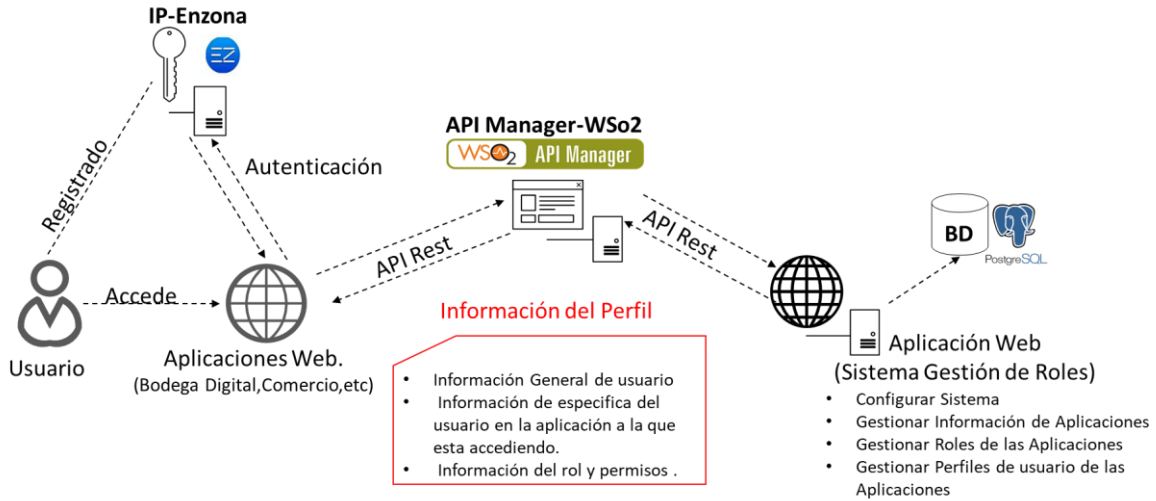 IP-Enzona
EZ
Registrado
Autenticación
API Manager-WSo2
WSO2 API Manager
API Rest
API Rest
BD
PostgreSQL
Accede
Usuario
Aplicaciones Web.
(Bodega Digital,Comercio,etc)
Información del Perfil
• Información General de usuario
• Información de especifica del
usuario en la aplicación a la que
esta accediendo.
• Información del rol y permisos .
Aplicación Web
(Sistema Gestión de Roles)
• Configurar Sistema
• Gestionar Información de Aplicaciones
• Gestionar Roles de las Aplicaciones
• Gestionar Perfiles de usuario de las
Aplicaciones